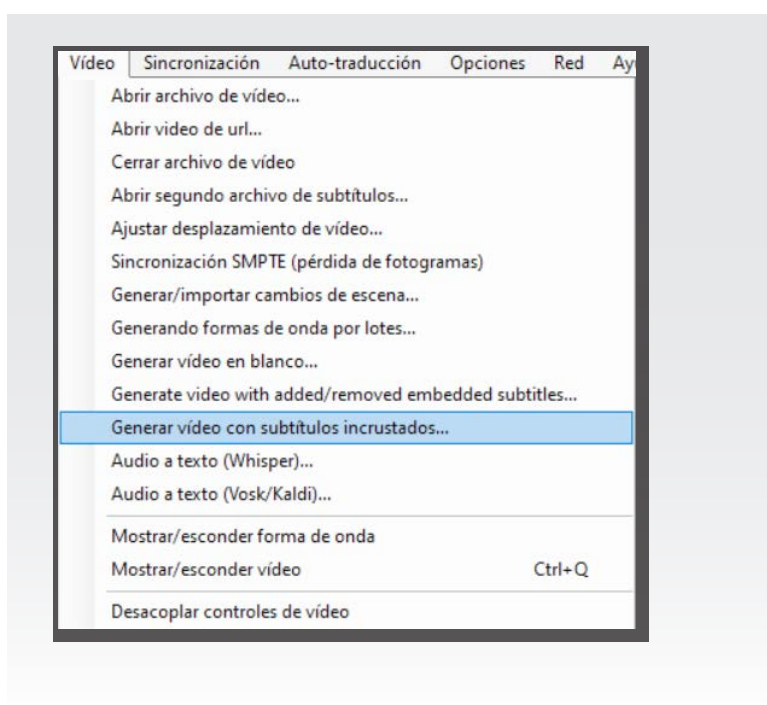 Vídeo Sincronización Auto-traducción Opciones Red Ay
Abrir archivo de vídeo...
Abrir video de url...
Cerrar archivo de vídeo
Abrir segundo archivo de subtítulos...
Ajustar desplazamiento de vídeo...
Sincronización SMPTE (pérdida de fotogramas)
Generar/importar cambios de escena...
Generando formas de onda por lotes...
Generar vídeo en blanco...
Generate video with added/removed embedded subtitles...
Generar vídeo con subtítulos incrustados...
Audio a texto (Whisper)...
Audio a texto (Vosk/Kaldi)...
Mostrar/esconder forma de onda
Mostrar/esconder vídeo Ctrl+Q
Desacoplar controles de vídeo